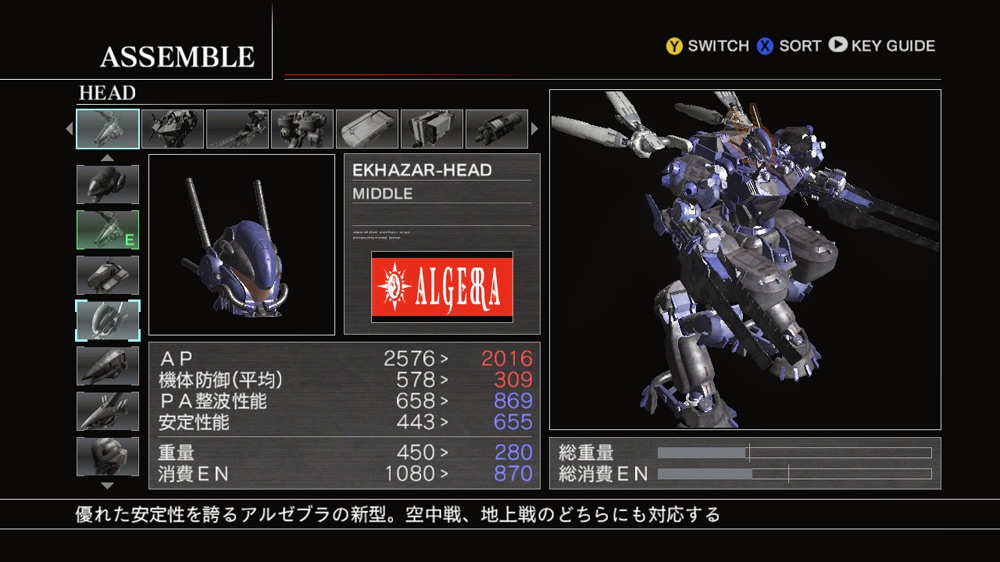 ASSEMBLE
Y SWITCH X SORT KEY GUIDE
HEAD
E
EKHAZAR-HEAD
MIDDLE
ALGEBRA
AP 2576> 2016
機体防御(平均) 578> 309
PA整波性能 658> 869
安定性能 443> 655
重量 450> 280
消費EN 1080> 870
総重量
総消費EN
優れた安定性を誇るアルゼブラの新型。空中戦、地上戦のどちらにも対応する